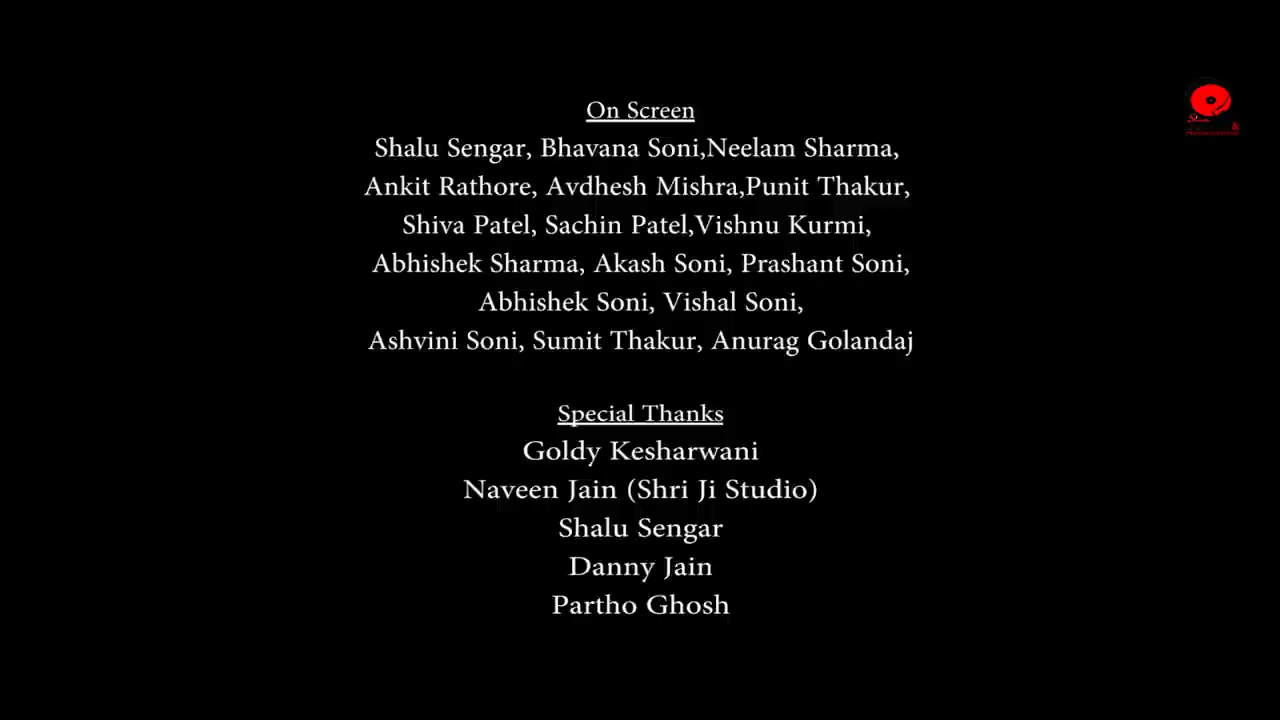 On Screen
Shalu Sengar, Bhavana Soni,Neelam Sharma,
Ankit Rathore, Avdhesh Mishra,Punit Thakur,
Shiva Patel, Sachin Patel,Vishnu Kurmi,
Abhishek Sharma, Akash Soni, Prashant Soni,
Abhishek Soni, Vishal Soni,
Ashvini Soni, Sumit Thakur, Anurag Golandaj
Special Thanks
Goldy Kesharwani
Naveen Jain (Shri Ji Studio)
Shalu Sengar
Danny Jain
Partho Ghosh